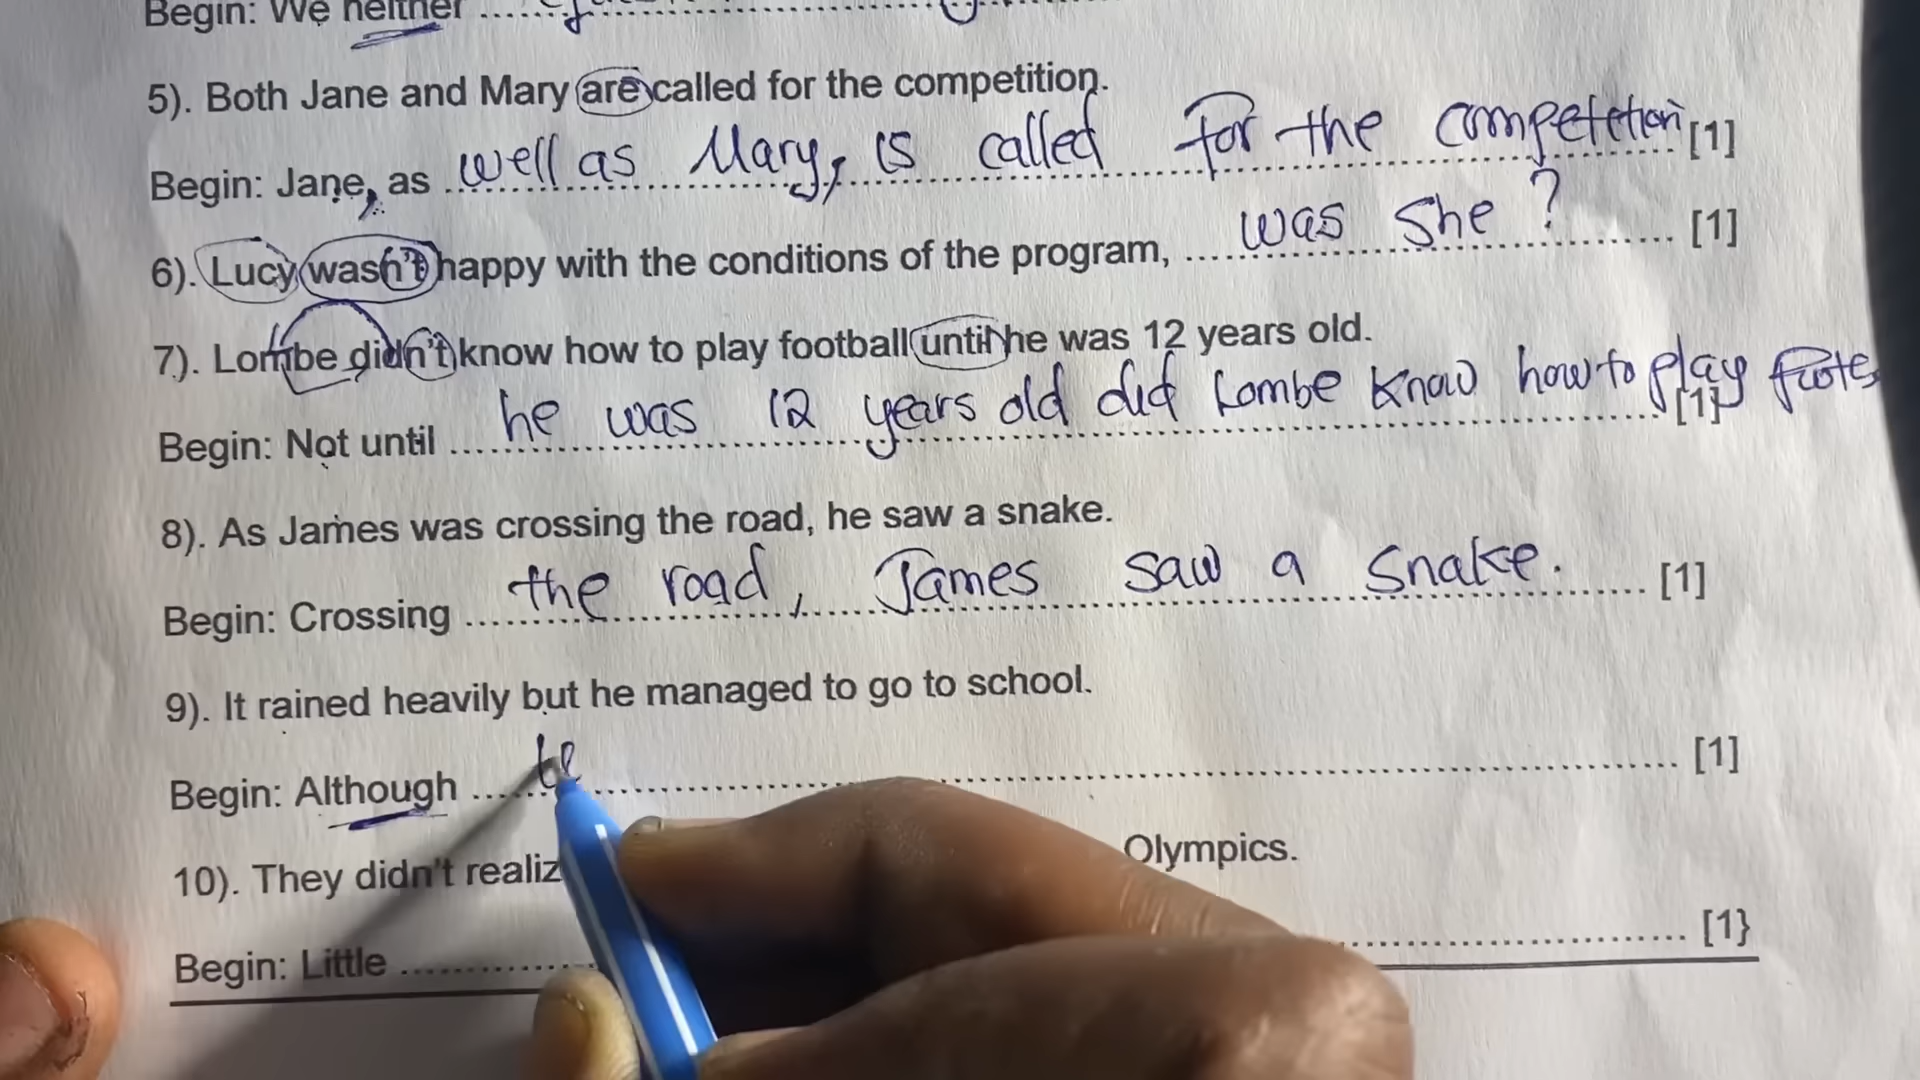 Begin: We neither ........
5). Both Jane and Mary are called for the competition.
Begin: Jane, as well as Mary, is called for the competetion [1]
6). Lucy wasn't happy with the conditions of the program, was she ? [1]
7). Lombe didn't know how to play football until he was 12 years old.
Begin: Not until he was 12 years old did Lombe know how to play [1]
8). As James was crossing the road, he saw a snake.
Begin: Crossing the road, James saw a snake. [1]
9). It rained heavily but he managed to go to school.
Begin: Although ........ [1]
10). They didn't Olympics.
Begin: Little ........ [1}